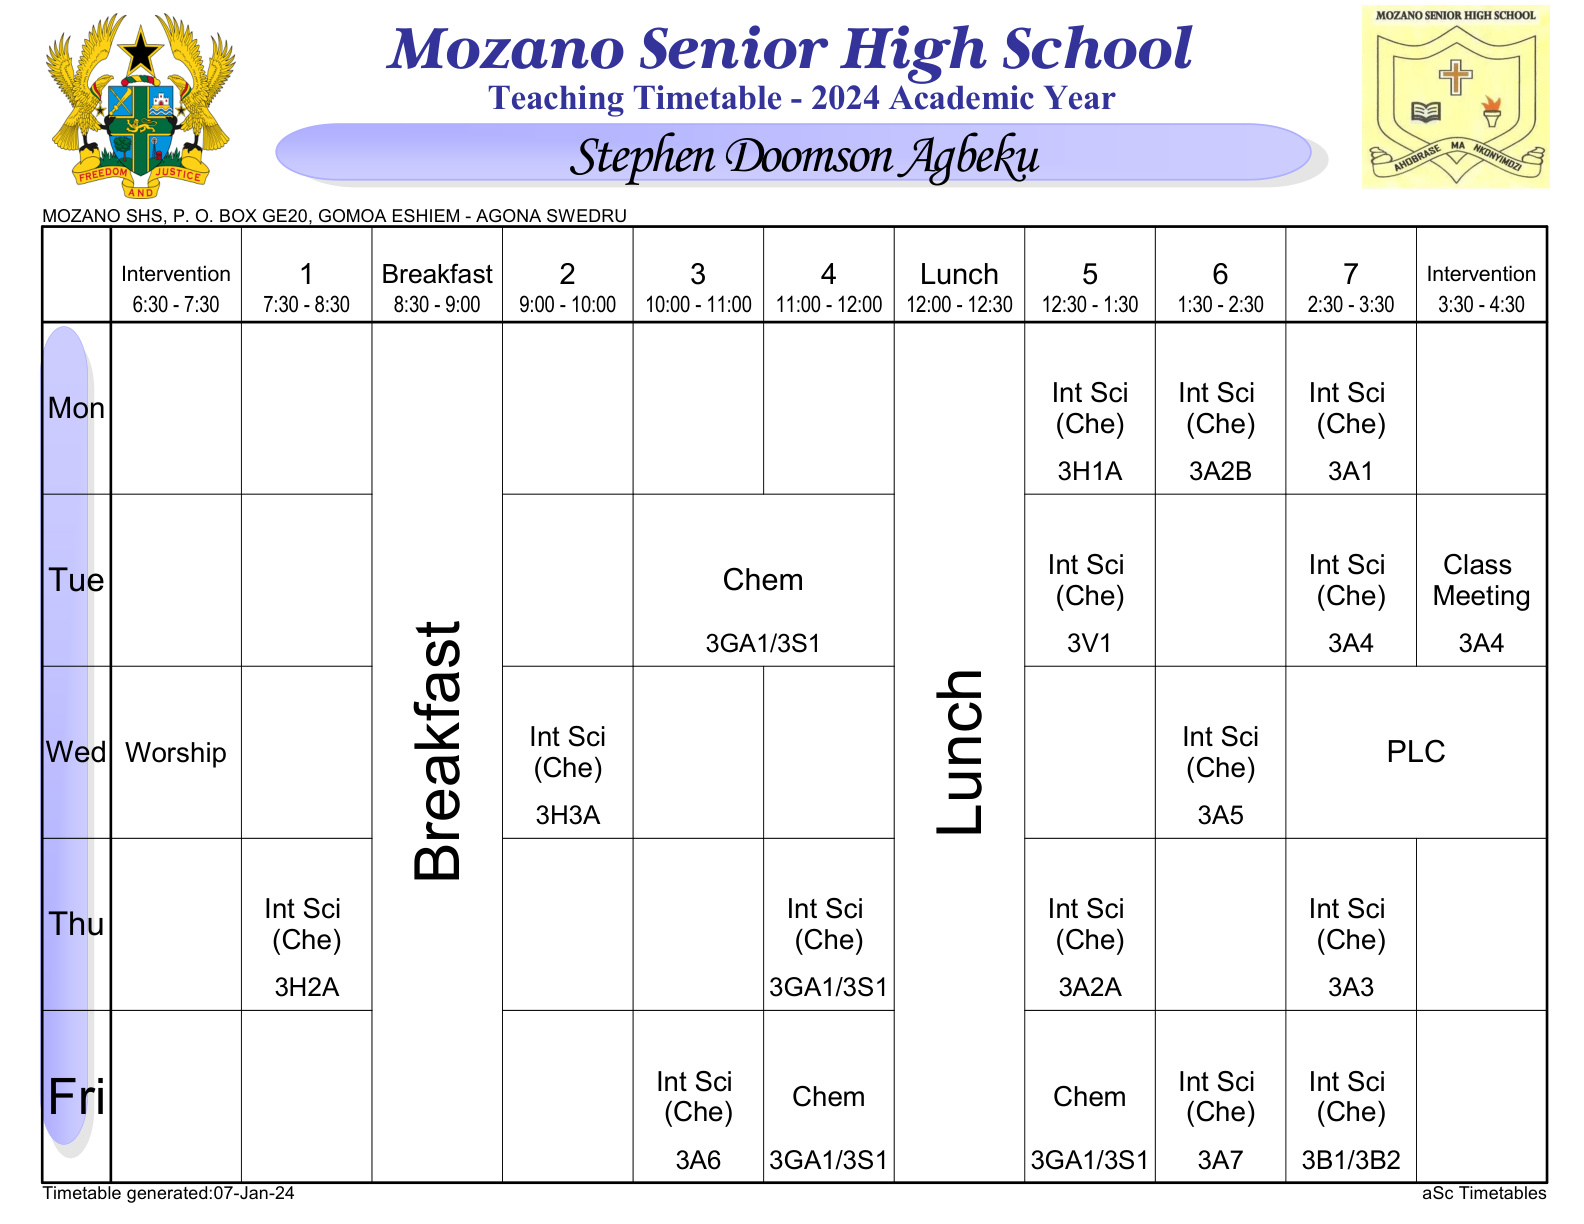 MOZANO SENIOR HIGH SCHOOL
Mozano Senior High School
Teaching Timetable - 2024 Academic Year
Stephen Doomson Agbeku
FREEDOM AND JUSTICE
AHOBRASE MA NKONYIMDZI
MOZANO SHS, P. O. BOX GE20, GOMOA ESHIEM - AGONA SWEDRU
Intervention 1 Breakfast 2 3 4 Lunch 5 6 7 Intervention
6:30 - 7:30 7:30 - 8:30 8:30 - 9:00 9:00 - 10:00 10:00 - 11:00 11:00 - 12:00 12:00 - 12:30 12:30 - 1:30 1:30 - 2:30 2:30 - 3:30 3:30 - 4:30
Breakfast
Lunch
Mon
Int Sci Int Sci Int Sci
(Che) (Che) (Che)
3H1A 3A2B 3A1
Tue
Chem
3GA1/3S1
Int Sci Int Sci Class
(Che) (Che) Meeting
3V1 3A4 3A4
Wed Worship
Int Sci Int Sci
(Che) (Che) PLC
3H3A 3A5
Thu
Int Sci Int Sci Int Sci Int Sci
(Che) (Che) (Che) (Che)
3H2A 3GA1/3S1 3A2A 3A3
Fri
Int Sci Chem Chem Int Sci Int Sci
(Che) (Che) (Che)
3A6 3GA1/3S1 3GA1/3S1 3A7 3B1/3B2
Timetable generated:07-Jan-24 aSc Timetables